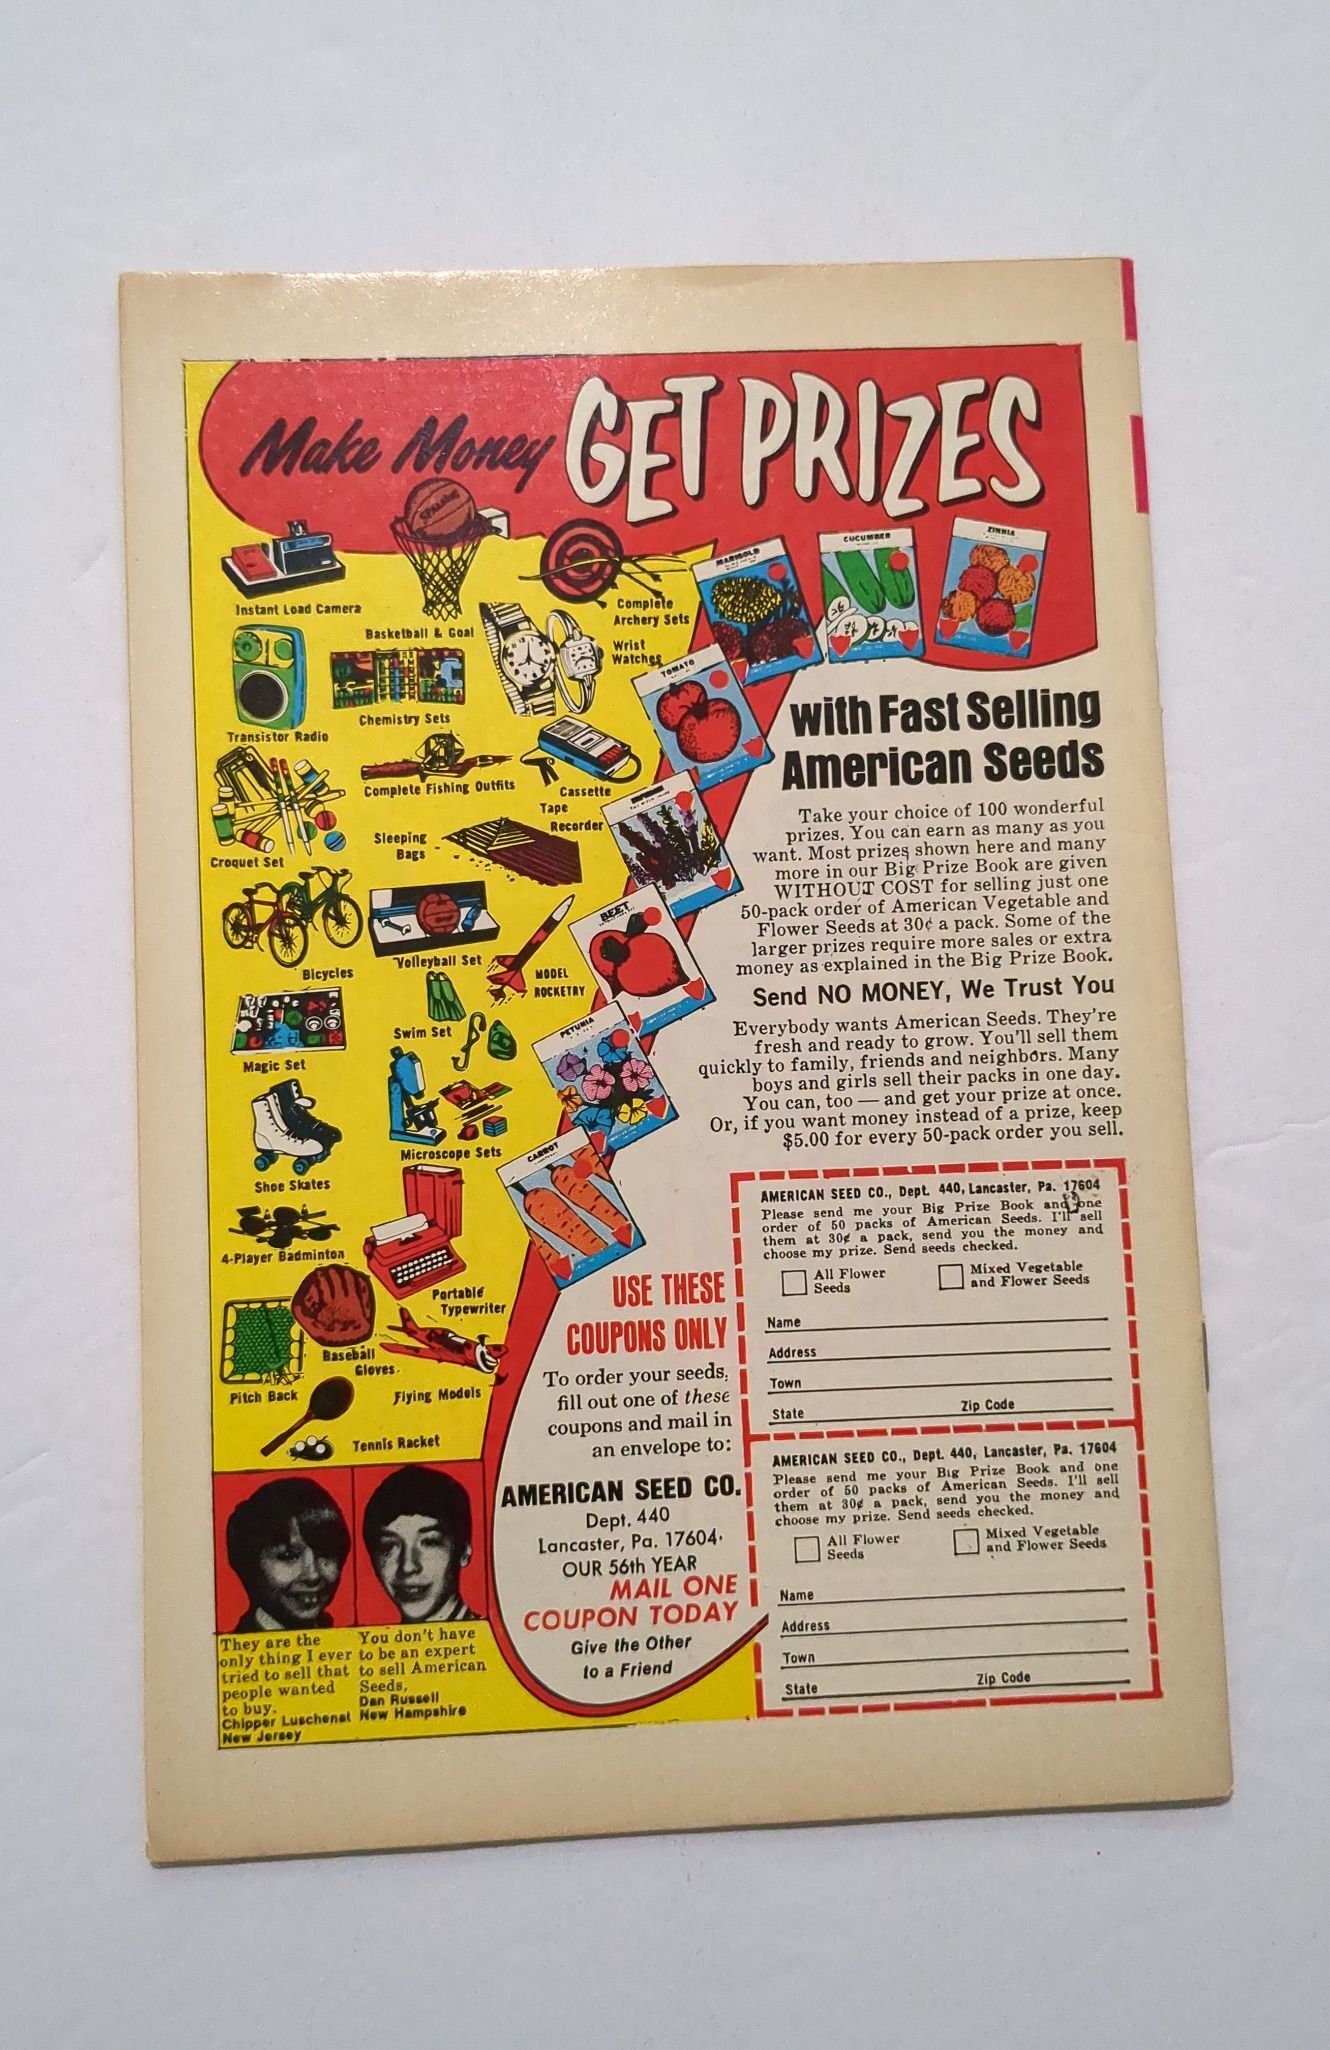 Make Money GET PRIZES
SPALDING
Instant Load Camera
Basketball & Goal
Complete
Archery Sets
Wrist
Watches
Transistor Radio
Chemistry Sets
Complete Fishing Outfits
Cassette
Tape
Recorder
Croquet Set
Sleeping
Bags
Bicycles
Volleyball Set
MODEL
ROCKETRY
Swim Set
Magic Set
Microscope Sets
Shoe Skates
4-Player Badminton
Portable
Typewriter
Baseball
Gloves
Pitch Back
Flying Models
Tennis Racket
MARIGOLD
CUCUMBER
ZINNIA
TOMATO
BEET
PETUNIA
CARROT
with Fast Selling
American Seeds
Take your choice of 100 wonderful
prizes. You can earn as many as you
want. Most prizes shown here and many
more in our Big Prize Book are given
WITHOUT COST for selling just one
50-pack order of American Vegetable and
Flower Seeds at 30¢ a pack. Some of the
larger prizes require more sales or extra
money as explained in the Big Prize Book.
Send NO MONEY, We Trust You
Everybody wants American Seeds. They're
fresh and ready to grow. You'll sell them
quickly to family, friends and neighbors. Many
boys and girls sell their packs in one day.
You can, too — and get your prize at once.
Or, if you want money instead of a prize, keep
$5.00 for every 50-pack order you sell.
USE THESE
COUPONS ONLY
To order your seeds,
fill out one of these
coupons and mail in
an envelope to:
AMERICAN SEED CO.
Dept. 440
Lancaster, Pa. 17604
OUR 56th YEAR
MAIL ONE
COUPON TODAY
Give the Other
to a Friend
AMERICAN SEED CO., Dept. 440, Lancaster, Pa. 17604
Please send me your Big Prize Book and one
order of 50 packs of American Seeds. I'll sell
them at 30¢ a pack, send you the money and
choose my prize. Send seeds checked.
All Flower
Seeds
Mixed Vegetable
and Flower Seeds
Name
Address
Town
State Zip Code
AMERICAN SEED CO., Dept. 440, Lancaster, Pa. 17604
Please send me your Big Prize Book and one
order of 50 packs of American Seeds. I'll sell
them at 30¢ a pack, send you the money and
choose my prize. Send seeds checked.
All Flower
Seeds
Mixed Vegetable
and Flower Seeds
Name
Address
Town
State Zip Code
They are the
only thing I ever
tried to sell that
people wanted
to buy.
Chipper Luschenat
New Jersey
You don't have
to be an expert
to sell American
Seeds.
Dan Russell
New Hampshire